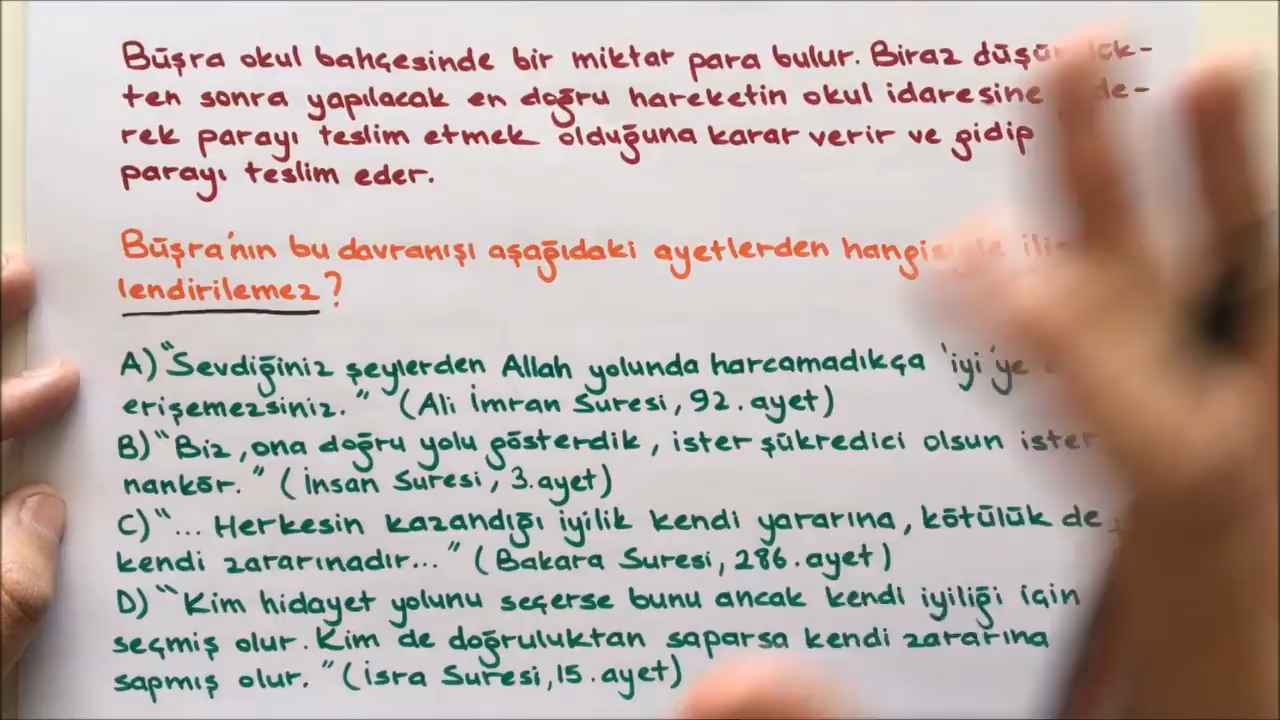 Büşra okul bahçesinde bir miktar para bulur. Biraz
ten sonra yapılacak en doğru hareketin okul idaresine
rek parayı teslim etmek olduğuna karar verir ve gidip
parayı teslim eder.
Büşra'nın bu davranışı aşağıdaki ayetlerden
lendirilemez?
A) "Sevdiğiniz şeylerden Allah yolunda harcamadıkça 'iyi'ye
erişemezsiniz." (Ali İmran Suresi, 92. ayet)
B) "Biz, ona doğru yolu gösterdik, ister şükredici olsun ister
nankör." (İnsan Suresi, 3. ayet)
C) "... Herkesin kazandığı iyilik kendi yararına, kötülük de
kendi zararınadır..." (Bakara Suresi, 286. ayet)
D) "Kim hidayet yolunu seçerse bunu ancak kendi iyiliği için
seçmiş olur. Kim de doğruluktan saparsa kendi zararına
sapmış olur." (İsra Suresi, 15. ayet)